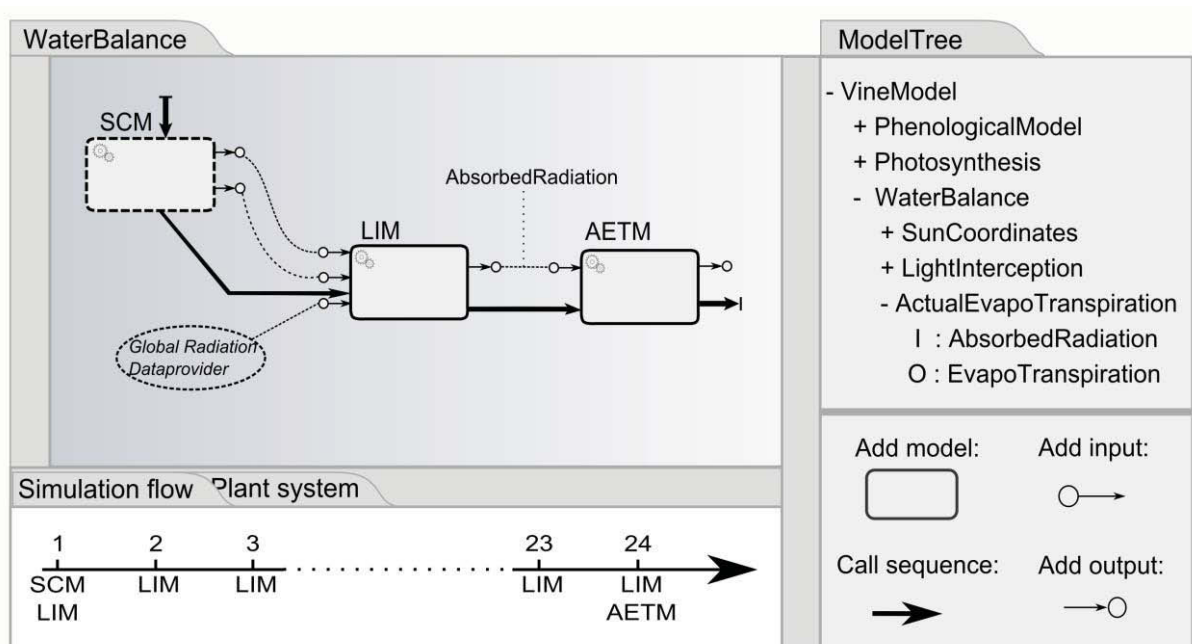 WaterBalance
SCM
AbsorbedRadiation
LIM
AETM
Global Radiation
Dataprovider
Simulation flow
Plant system
1 2 3 23 24
SCM LIM LIM LIM LIM
LIM AETM
ModelTree
- VineModel
+ PhenologicalModel
+ Photosynthesis
- WaterBalance
+ SunCoordinates
+ LightInterception
- ActualEvapoTranspiration
I : AbsorbedRadiation
O : EvapoTranspiration
Add model: Add input:
Call sequence: Add output: